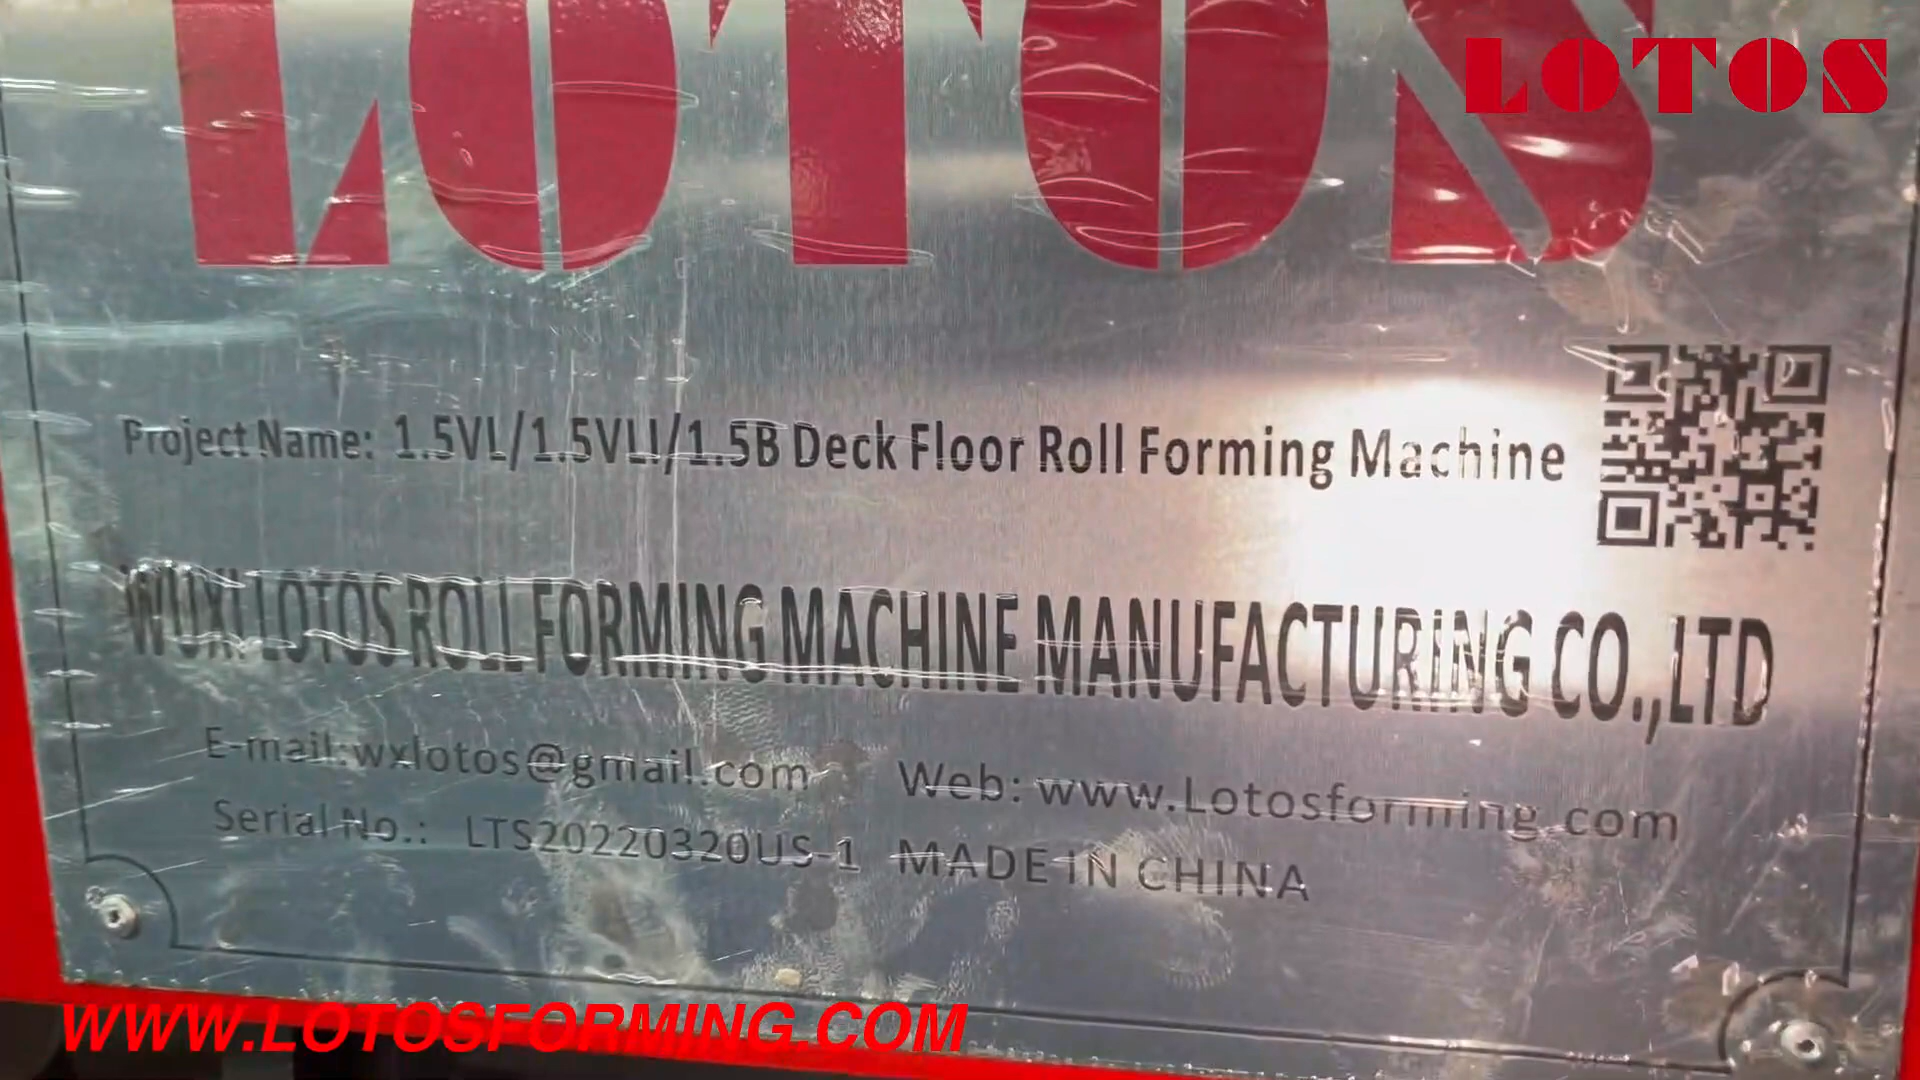 LOTOS
LOTOS
Project Name: 1.5VL/1.5VLI/1.5B Deck Floor Roll Forming Machine
WUXI LOTOS ROLL FORMING MACHINE MANUFACTURING CO.,LTD
E-mail:wxlotos@gmail.com Web: www.Lotosforming.com
Serial No.: LTS20220320US-1 MADE IN CHINA
WWW.LOTOSFORMING.COM